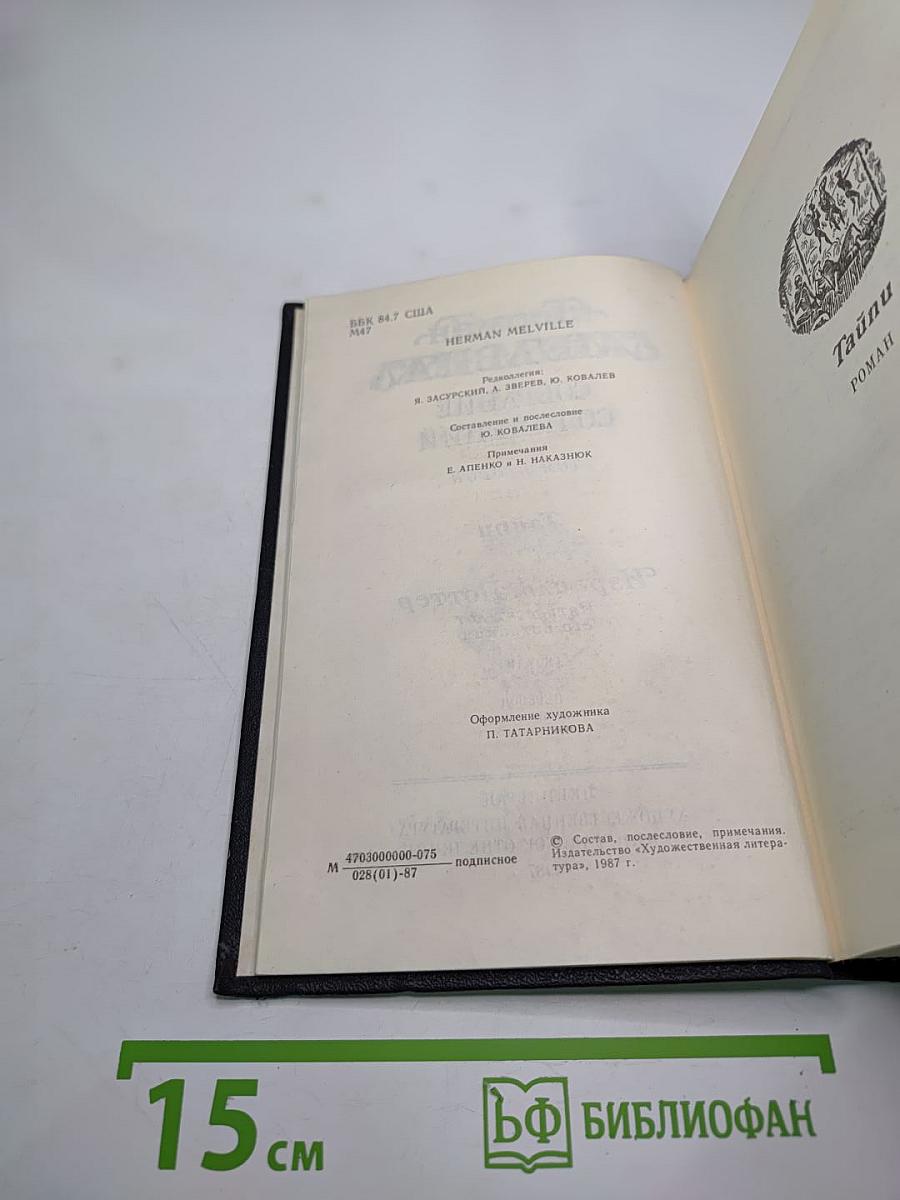 ББК 84.7 США
М47
HERMAN MELVILLE
Редколлегия:
Я. ЗАСУРСКИЙ, А. ЗВЕРЕВ, Ю. КОВАЛЕВ
Составление и послесловие
Ю. КОВАЛЕВА
Примечания
Е. АПЕНКО и Н. НАКАЗНЮК
Оформление художника
П. ТАТАРНИКОВА
М 4703000000-075 подписное
028(01)-87
© Состав, послесловие, примечания.
Издательство «Художественная литера-
тура», 1987 г.
Тайпи
РОМАН
15 см
ЬФ БИБЛИОФАН